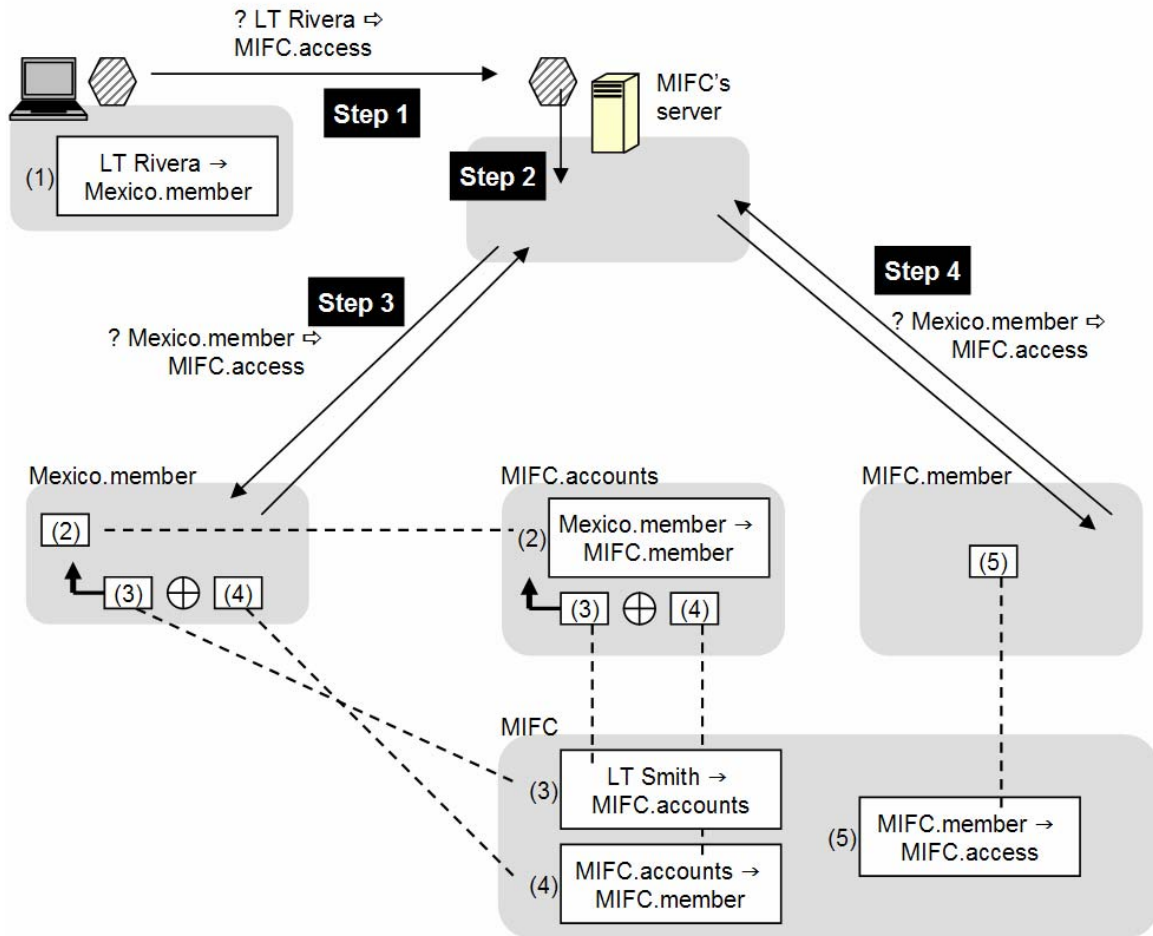 ? LT Rivera ⇨
MIFC.access
Step 1
MIFC's
server
(1)
LT Rivera →
Mexico.member
Step 2
Step 3
? Mexico.member ⇨
MIFC.access
Step 4
? Mexico.member ⇨
MIFC.access
Mexico.member
(2)
(3)
(4)
MIFC.accounts
(2)
Mexico.member →
MIFC.member
(3)
(4)
MIFC.member
(5)
MIFC
(3)
LT Smith →
MIFC.accounts
(4)
MIFC.accounts →
MIFC.member
(5)
MIFC.member →
MIFC.access